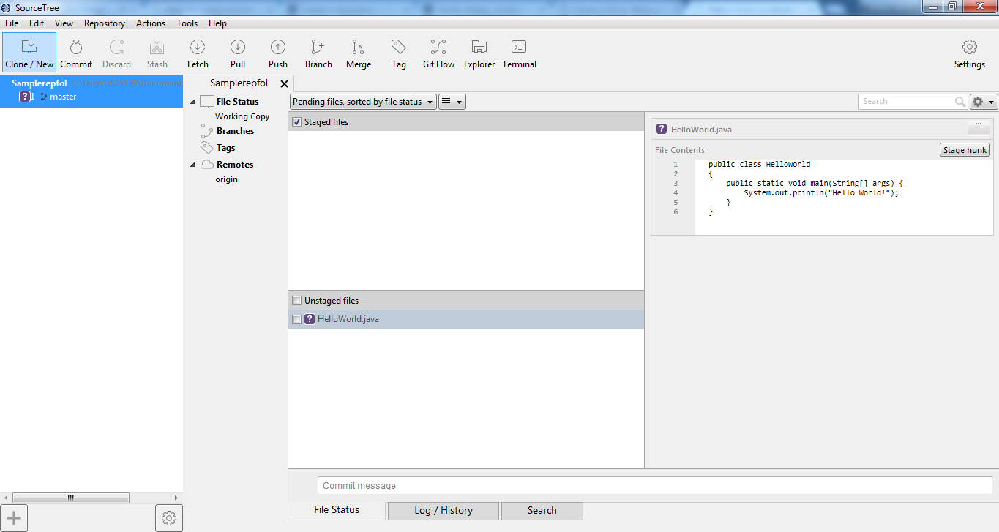 SourceTree
File Edit View Repository Actions Tools Help
Clone / New Commit Discard Stash Fetch Pull Push Branch Merge Tag Git Flow Explorer Terminal Settings
Samplerepfol
?1 master
Samplerepfol
File Status
Working Copy
Branches
Tags
Remotes
origin
Pending files, sorted by file status
Search
Staged files
Unstaged files
? HelloWorld.java
? HelloWorld.java
File Contents Stage hunk
1 public class HelloWorld
2 {
3 public static void main(String[] args) {
4 System.out.println("Hello World!");
5 }
6 }
Commit message
File Status Log / History Search